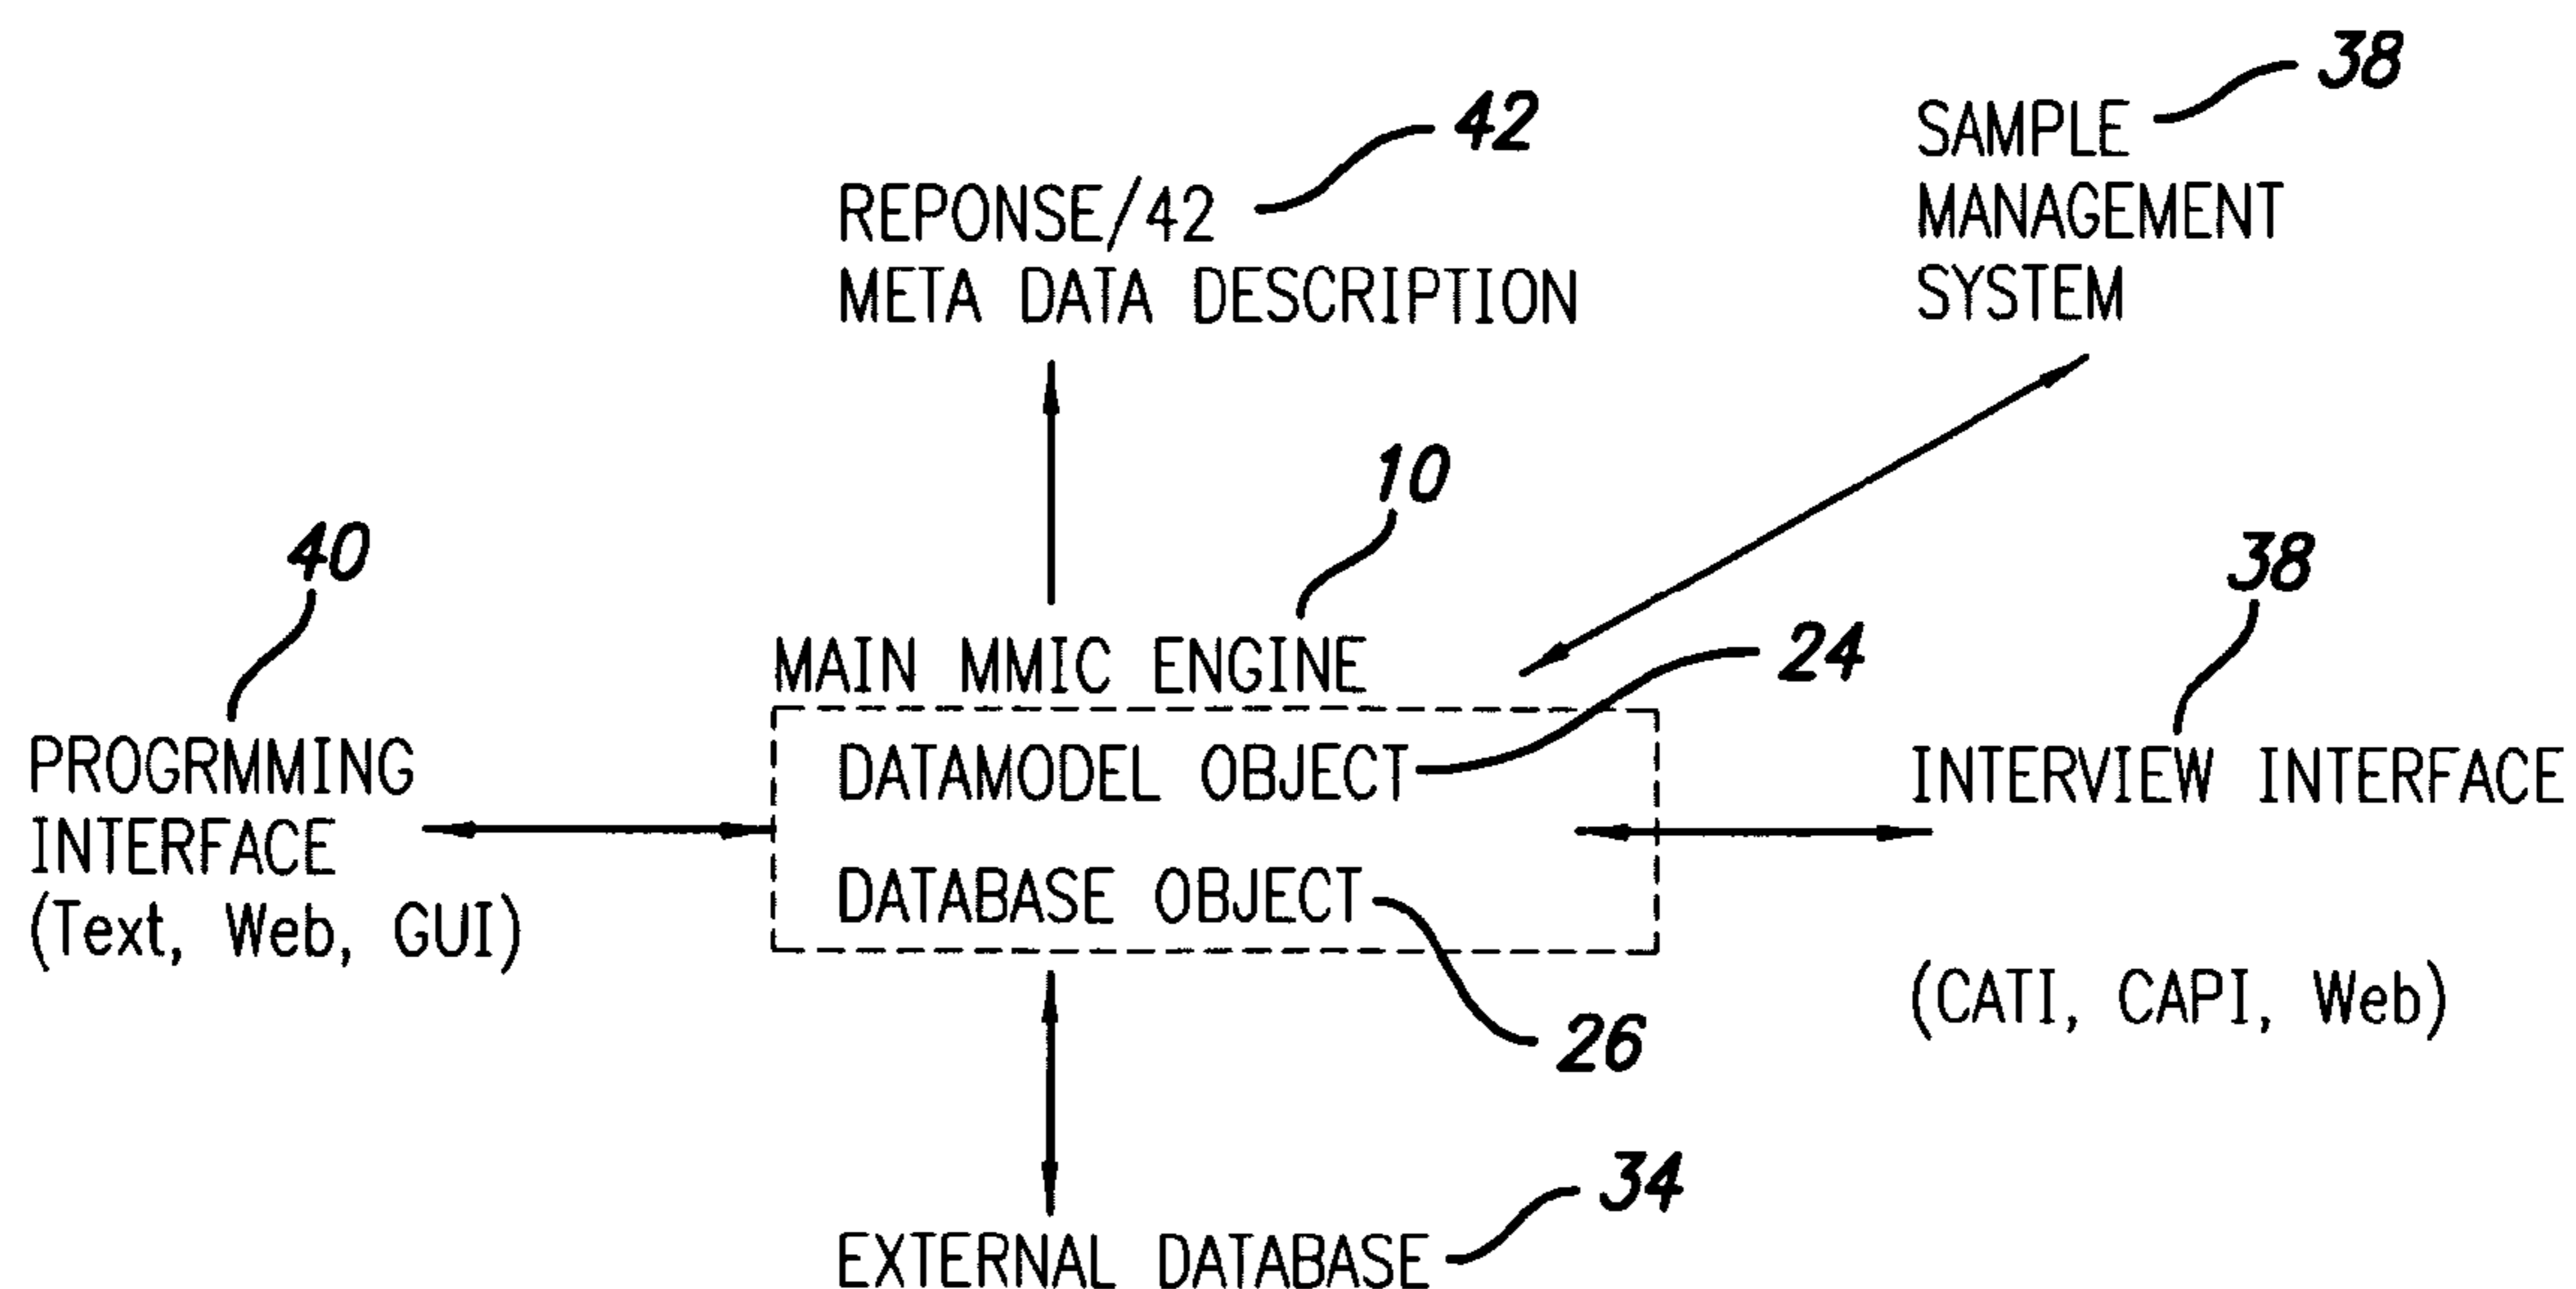 38
SAMPLE
MANAGEMENT
SYSTEM
42
REPONSE/42
META DATA DESCRIPTION
10
MAIN MMIC ENGINE
40
PROGRMMING
INTERFACE
(Text, Web, GUI)
24
DATAMODEL OBJECT
DATABASE OBJECT
26
38
INTERVIEW INTERFACE
(CATI, CAPI, Web)
34
EXTERNAL DATABASE